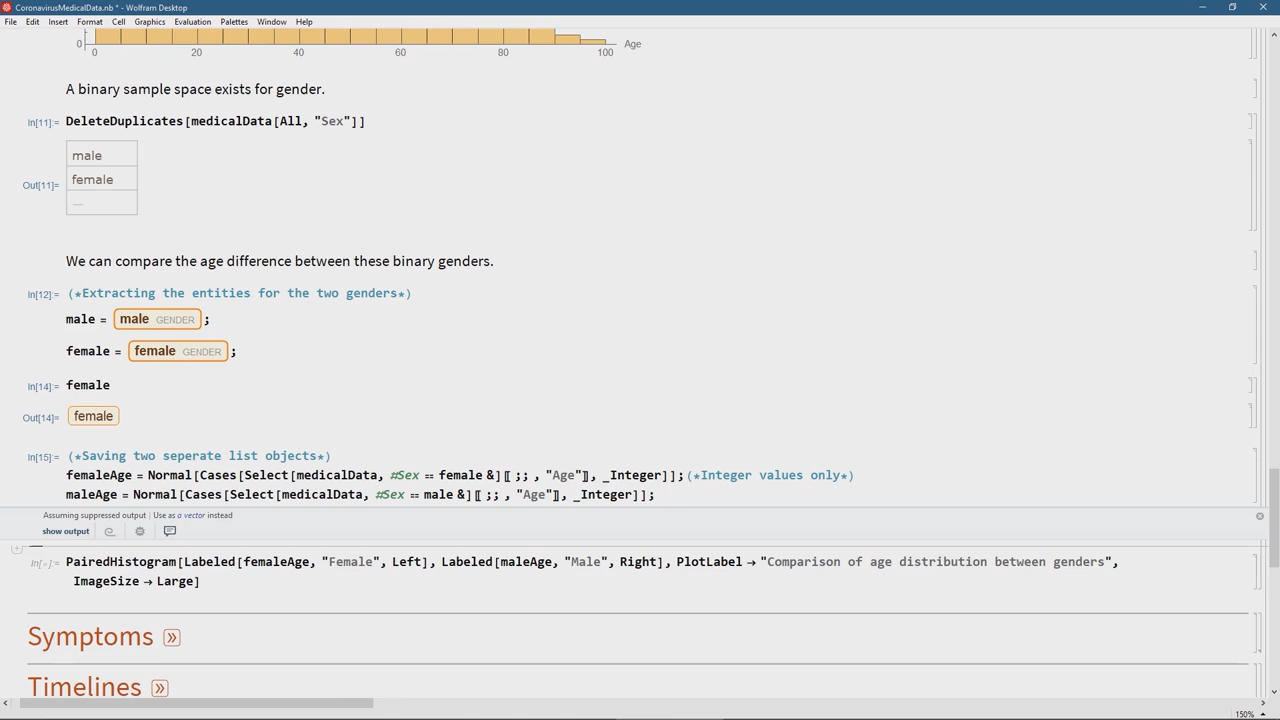 CoronavirusMedicalData.nb * - Wolfram Desktop
File Edit Insert Format Cell Graphics Evaluation Palettes Window Help
0 Age
0 20 40 60 80 100
A binary sample space exists for gender.
In[11]:= DeleteDuplicates[medicalData[All, "Sex"]]
male
female
Out[11]=
—
We can compare the age difference between these binary genders.
In[12]:= (*Extracting the entities for the two genders*)
male = male GENDER ;
female = female GENDER ;
In[14]:= female
Out[14]= female
In[15]:= (*Saving two seperate list objects*)
femaleAge = Normal[Cases[Select[medicalData, #Sex == female &]⟦ ;; , "Age"⟧, _Integer]];(*Integer values only*)
maleAge = Normal[Cases[Select[medicalData, #Sex == male &]⟦ ;; , "Age"⟧, _Integer]];
Assuming suppressed output | Use as a vector instead
show output
In[◦]:= PairedHistogram[Labeled[femaleAge, "Female", Left], Labeled[maleAge, "Male", Right], PlotLabel → "Comparison of age distribution between genders",
ImageSize → Large]
Symptoms »
Timelines »
150%